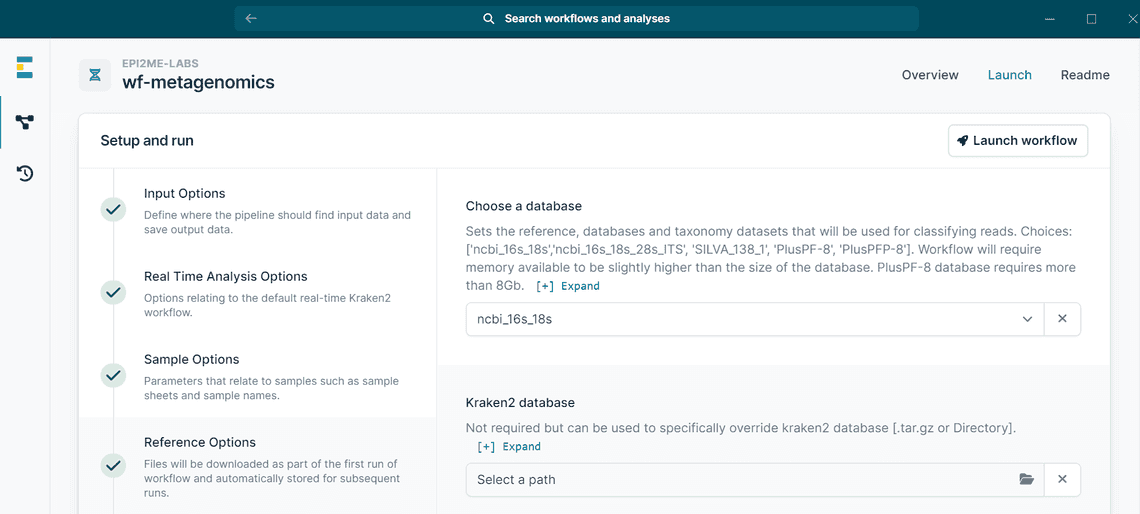 Search workflows and analyses
EPI2ME-LABS
wf-metagenomics
Overview
Launch
Readme
Setup and run
Launch workflow
Input Options
Define where the pipeline should find input data and
save output data.
Real Time Analysis Options
Options relating to the default real-time Kraken2
workflow.
Sample Options
Parameters that relate to samples such as sample
sheets and sample names.
Reference Options
Files will be downloaded as part of the first run of
workflow and automatically stored for subsequent
runs.
Choose a database
Sets the reference, databases and taxonomy datasets that will be used for classifying reads. Choices:
['ncbi_16s_18s','ncbi_16s_18s_28s_ITS', 'SILVA_138_1', 'PlusPF-8', 'PlusPFP-8']. Workflow will require
memory available to be slightly higher than the size of the database. PlusPF-8 database requires more
than 8Gb. [+] Expand
ncbi_16s_18s
Kraken2 database
Not required but can be used to specifically override kraken2 database [.tar.gz or Directory].
[+] Expand
Select a path